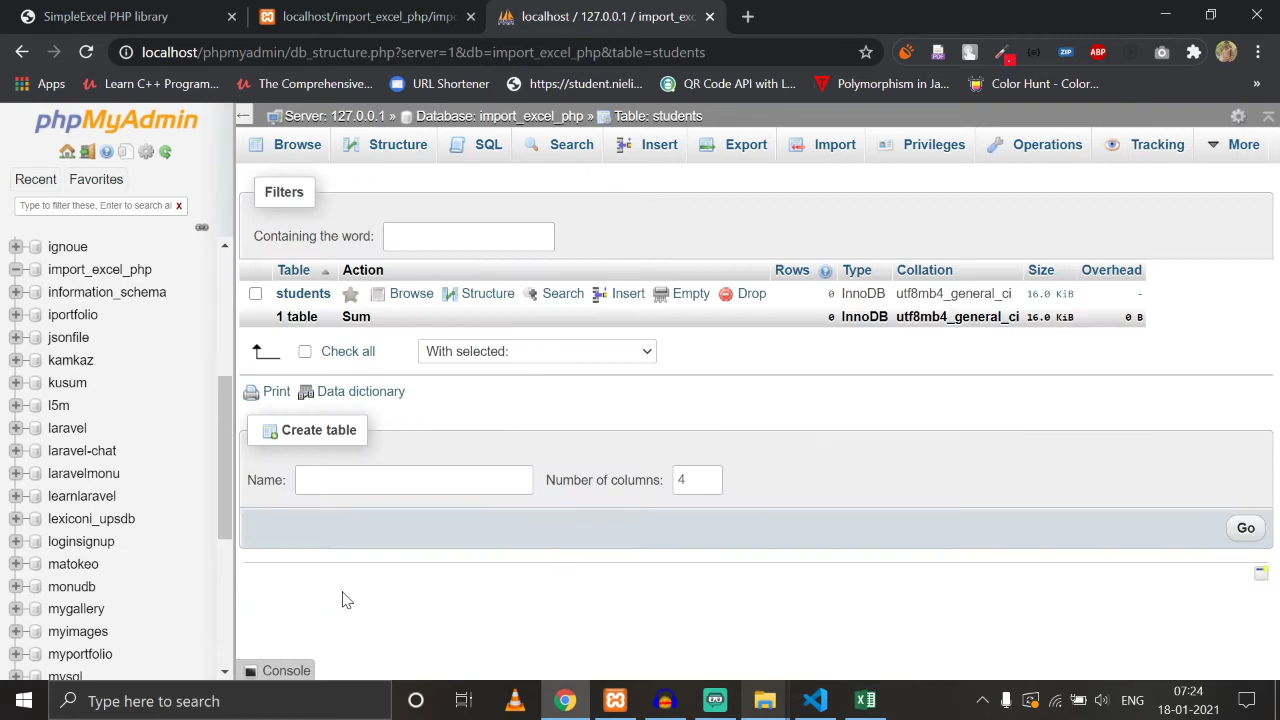 SimpleExcel PHP library
localhost/import_excel_php/impo
localhost / 127.0.0.1 / import_exc
localhost/phpmyadmin/db_structure.php?server=1&db=import_excel_php&table=students
ZIP
ABP
Apps
Learn C++ Program...
The Comprehensive...
URL Shortener
https://student.nieli...
QR Code API with L...
Polymorphism in Ja...
Color Hunt - Color...
»
phpMyAdmin
Recent
Favorites
Type to filter these, Enter to search al
X
ignoue
import_excel_php
information_schema
iportfolio
jsonfile
kamkaz
kusum
l5m
laravel
laravel-chat
laravelmonu
learnlaravel
lexiconi_upsdb
loginsignup
matokeo
monudb
mygallery
myimages
myportfolio
mysql
Server: 127.0.0.1 » Database: import_excel_php » Table: students
Browse
Structure
SQL
Search
Insert
Export
Import
Privileges
Operations
Tracking
More
Filters
Containing the word:
Table Action Rows Type Collation Size Overhead
students Browse Structure Search Insert Empty Drop 0 InnoDB utf8mb4_general_ci 16.0 KiB -
1 table Sum 0 InnoDB utf8mb4_general_ci 16.0 KiB 0 B
Check all
With selected:
Print
Data dictionary
Create table
Name:
Number of columns: 4
Go
Console
Type here to search
ENG
07:24
18-01-2021